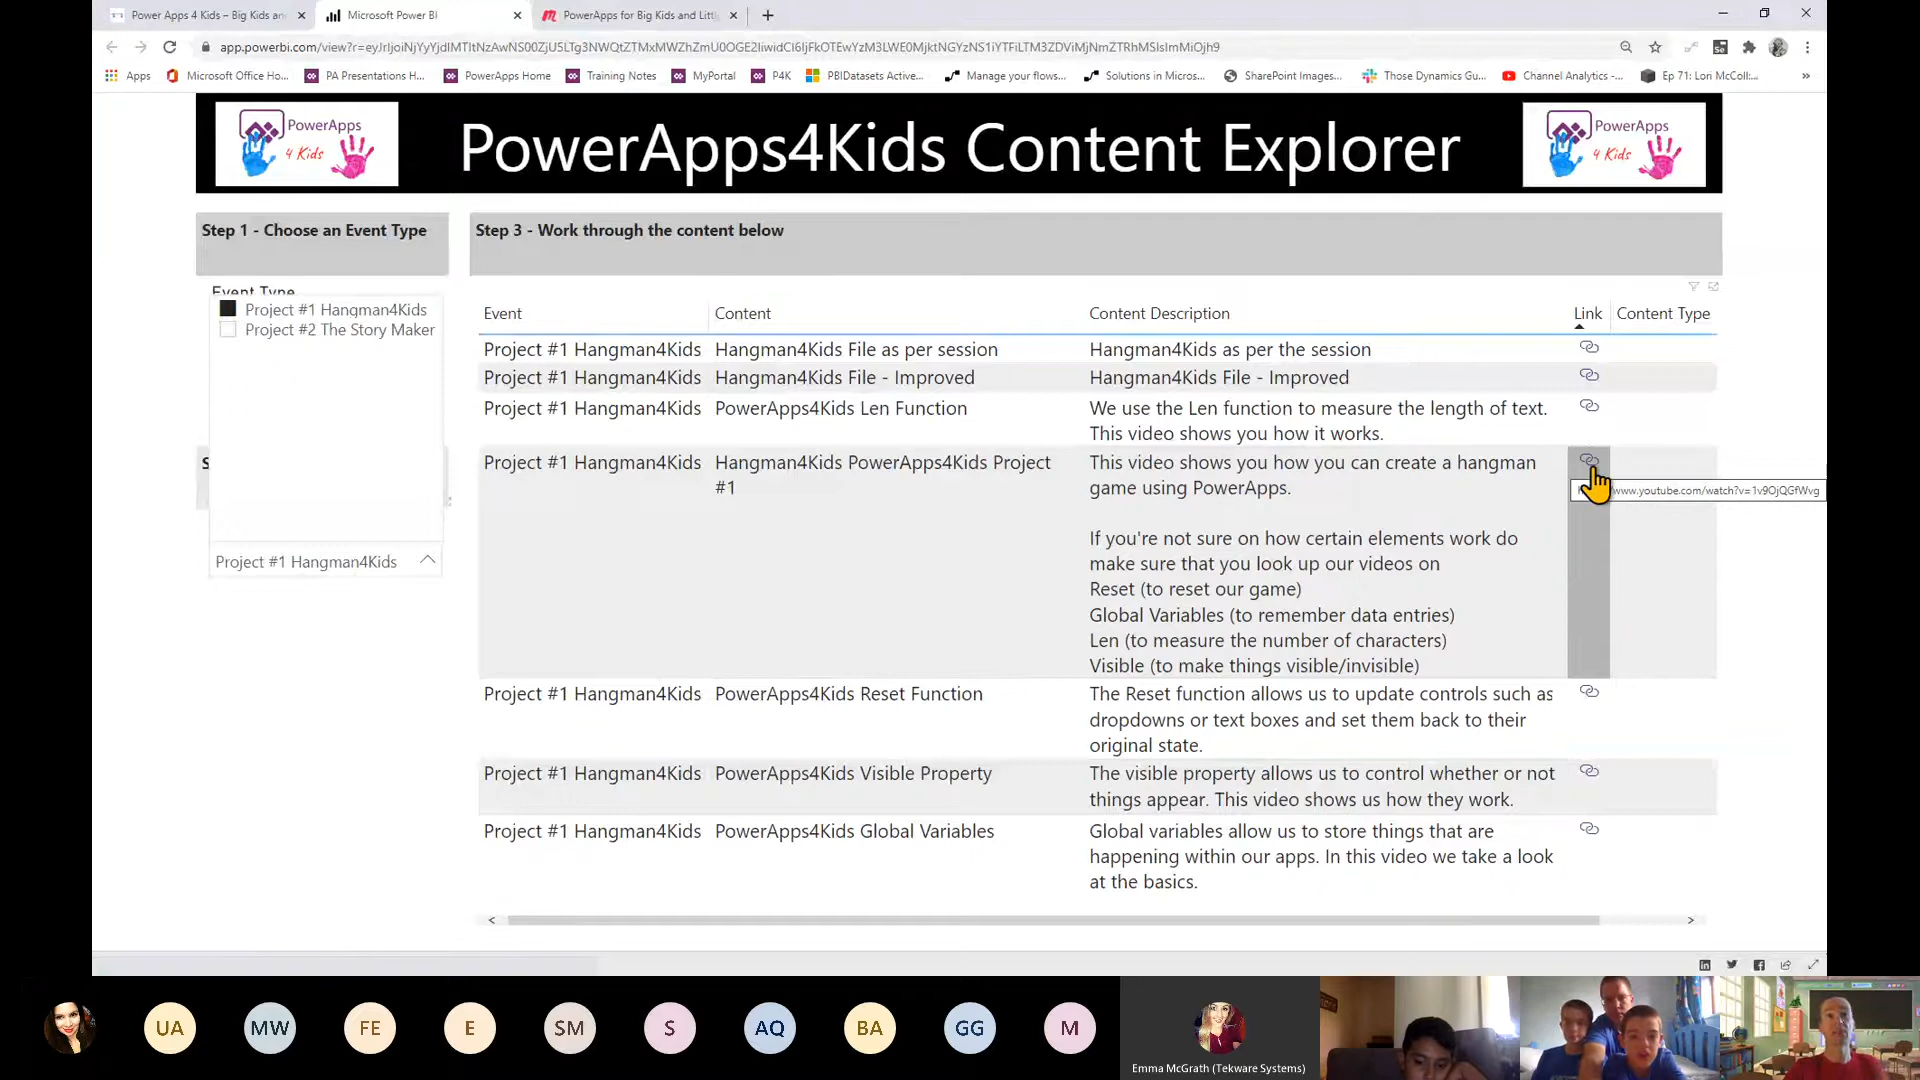 Power Apps 4 Kids – Big Kids an
Microsoft Power BI
PowerApps for Big Kids and Littl
app.powerbi.com/view?r=eyJrIjoiNjYyYjdlMTItNzAwNS00ZjU5LTg3NWQtZTMxMWZhZmU0OGE2IiwidCI6IjFkOTEwYzM3LWE0MjktNGYzNS1iYTFiLTM3ZDViMjNmZTRhMSIsImMiOjh9
Apps
Microsoft Office Ho...
PA Presentations H...
PowerApps Home
Training Notes
MyPortal
P4K
PBIDatasets Active...
Manage your flows...
Solutions in Micros...
SharePoint Images...
Those Dynamics Gu...
Channel Analytics -...
Ep 71: Lori McColl:...
PowerApps
4 Kids
PowerApps4Kids Content Explorer
PowerApps
4 Kids
Step 1 - Choose an Event Type
Step 3 - Work through the content below
Event Type
Project #1 Hangman4Kids
Project #2 The Story Maker
Project #1 Hangman4Kids
Event Content Content Description Link Content Type
Project #1 Hangman4Kids Hangman4Kids File as per session Hangman4Kids as per the session
Project #1 Hangman4Kids Hangman4Kids File - Improved Hangman4Kids File - Improved
Project #1 Hangman4Kids PowerApps4Kids Len Function We use the Len function to measure the length of text.
This video shows you how it works.
Project #1 Hangman4Kids Hangman4Kids PowerApps4Kids Project This video shows you how you can create a hangman
#1 game using PowerApps.
www.youtube.com/watch?v=1v9OjQGfWvg
If you're not sure on how certain elements work do
make sure that you look up our videos on
Reset (to reset our game)
Global Variables (to remember data entries)
Len (to measure the number of characters)
Visible (to make things visible/invisible)
Project #1 Hangman4Kids PowerApps4Kids Reset Function The Reset function allows us to update controls such as
dropdowns or text boxes and set them back to their
original state.
Project #1 Hangman4Kids PowerApps4Kids Visible Property The visible property allows us to control whether or not
things appear. This video shows us how they work.
Project #1 Hangman4Kids PowerApps4Kids Global Variables Global variables allow us to store things that are
happening within our apps. In this video we take a look
at the basics.
UA
MW
FE
E
SM
S
AQ
BA
GG
M
Emma McGrath (Tekware Systems)